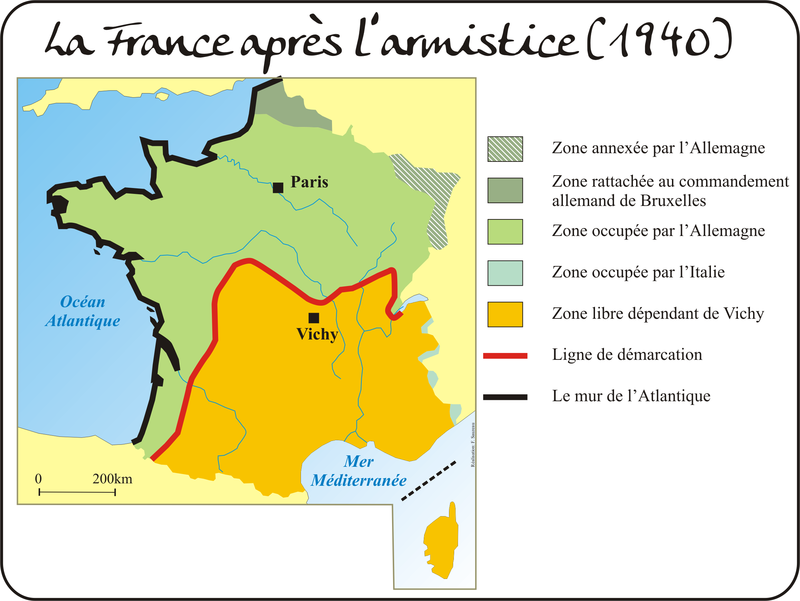 La France après l'armistice (1940)
Paris
Vichy
Océan
Atlantique
Mer
Méditerranée
0 200km
Zone annexée par l'Allemagne
Zone rattachée au commandement
allemand de Bruxelles
Zone occupée par l'Allemagne
Zone occupée par l'Italie
Zone libre dépendant de Vichy
Ligne de démarcation
Le mur de l'Atlantique